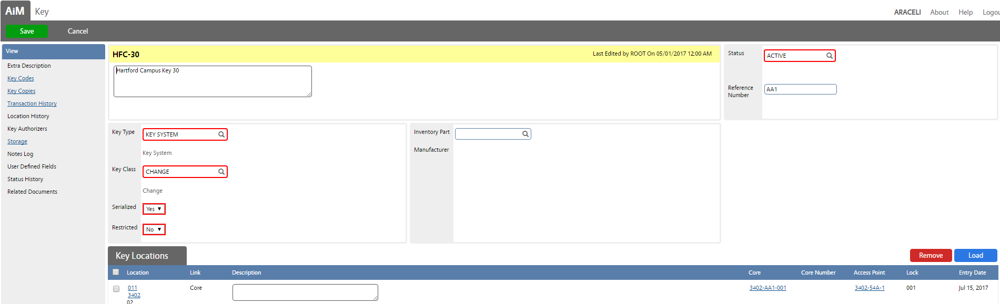 AiM Key ARACELI About Help Logou
Save Cancel
View
Extra Description
Key Codes
Key Copies
Transaction History
Location History
Key Authorizers
Storage
Notes Log
User Defined Fields
Status History
Related Documents
HFC-30 Last Edited by ROOT On 05/01/2017 12:00 AM
Hartford Campus Key 30
Status ACTIVE
Reference
Number AA1
Key Type KEY SYSTEM
Key System
Key Class CHANGE
Change
Serialized Yes
Restricted No
Inventory Part
Manufacturer
Key Locations Remove Load
Location Link Description Core Core Number Access Point Lock Entry Date
011 Core 3402-AA1-001 3402-54A-1 001 Jul 15, 2017
3402
02